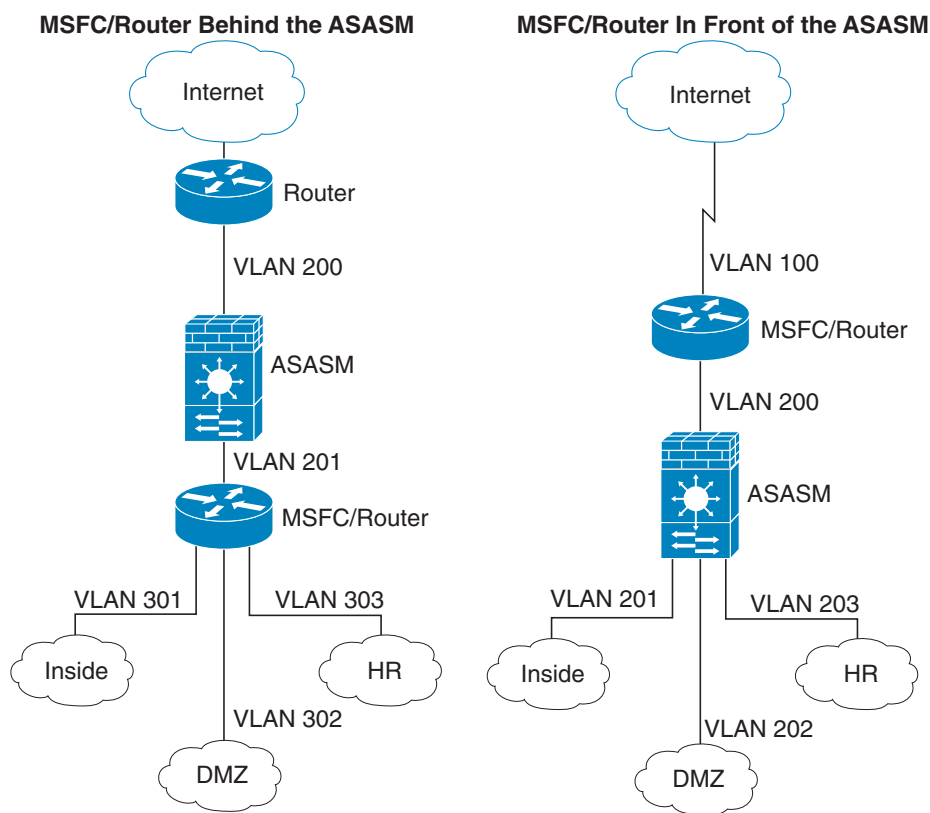 MSFC/Router Behind the ASASM
Internet
Router
VLAN 200
ASASM
VLAN 201
MSFC/Router
VLAN 301
VLAN 303
Inside
HR
VLAN 302
DMZ
MSFC/Router In Front of the ASASM
Internet
VLAN 100
MSFC/Router
VLAN 200
ASASM
VLAN 201
VLAN 203
Inside
HR
VLAN 202
DMZ